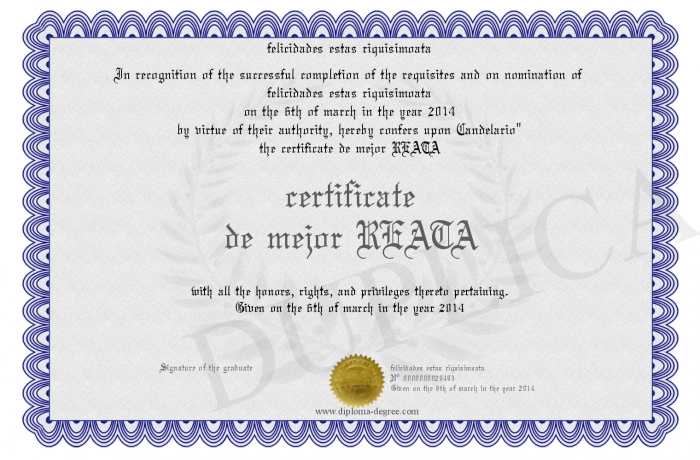 felicidades estas riquisimoata
In recognition of the successful completion of the requisites and on nomination of
felicidades estas riquisimoata
on the 6th of march in the year 2014
by virtue of their authority, hereby confers upon Candelario"
the certificate de mejor REATA
certificate
de mejor REATA
with all the honors, rights, and privileges thereto pertaining.
Given on the 6th of march in the year 2014
DUPLICA
Signature of the graduate
felicidades estas riquisimoata
Given on the 6th of march in the year 2014
www.diploma-degree.com